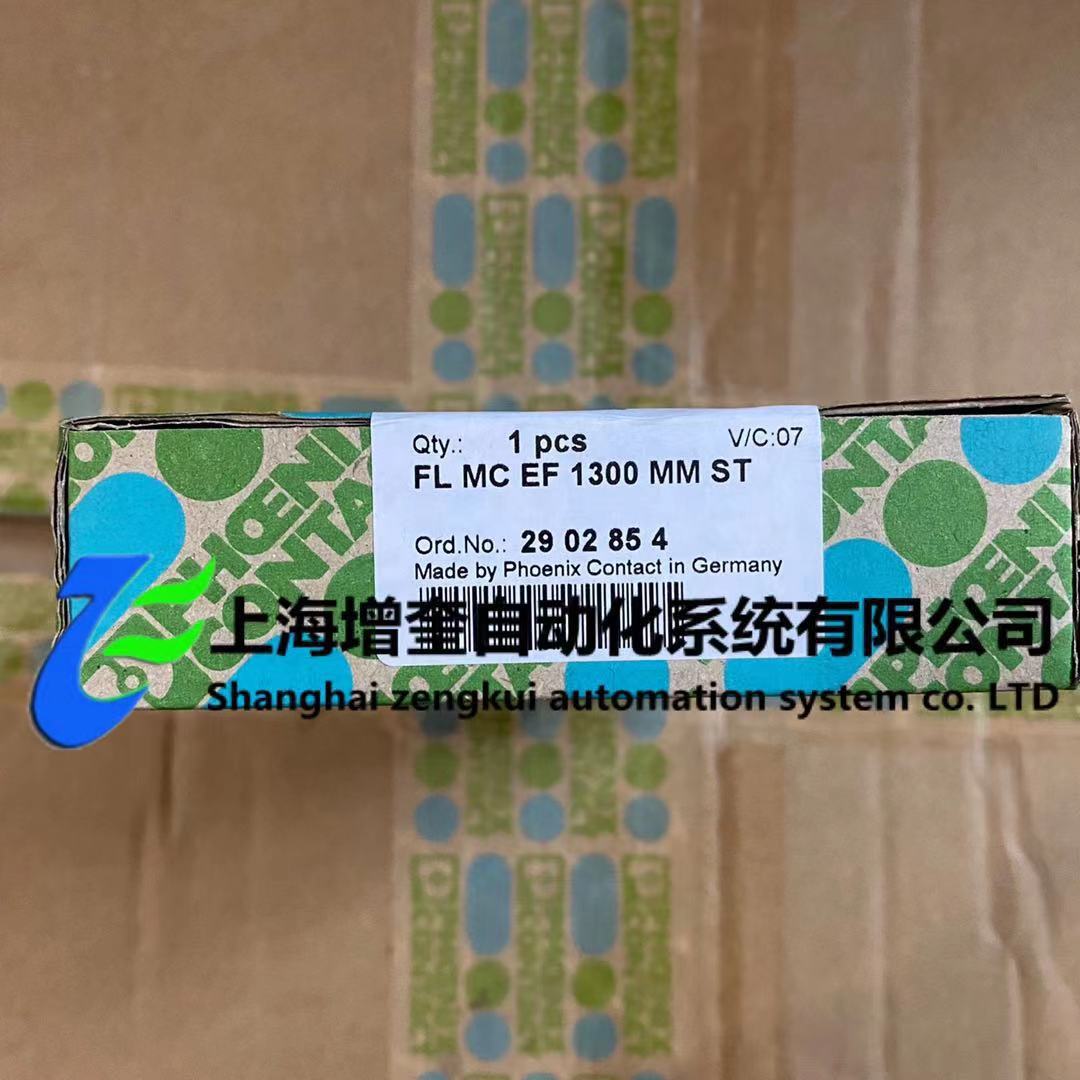 Qty.: 1 pcs V/C:07
FL MC EF 1300 MM ST
Ord.No.: 29 02 85 4
Made by Phoenix Contact in Germany
PHŒNIX
CONTACT
上海增奎自动化系统有限公司
Shanghai zengkui automation system co. LTD